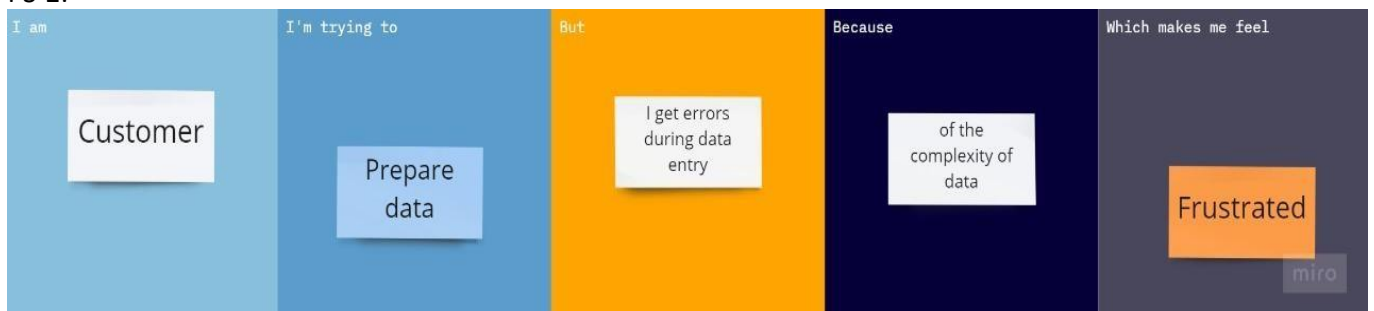 I am
Customer
I'm trying to
Prepare
data
But
I get errors
during data
entry
Because
of the
complexity of
data
Which makes me feel
Frustrated
miro